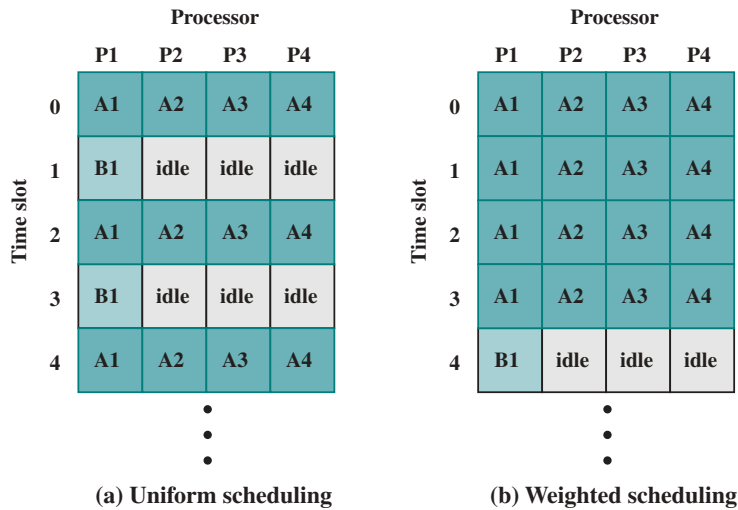 Processor
P1 P2 P3 P4
Time slot
0 A1 A2 A3 A4
1 B1 idle idle idle
2 A1 A2 A3 A4
3 B1 idle idle idle
4 A1 A2 A3 A4
(a) Uniform scheduling
Processor
P1 P2 P3 P4
Time slot
0 A1 A2 A3 A4
1 A1 A2 A3 A4
2 A1 A2 A3 A4
3 A1 A2 A3 A4
4 B1 idle idle idle
(b) Weighted scheduling